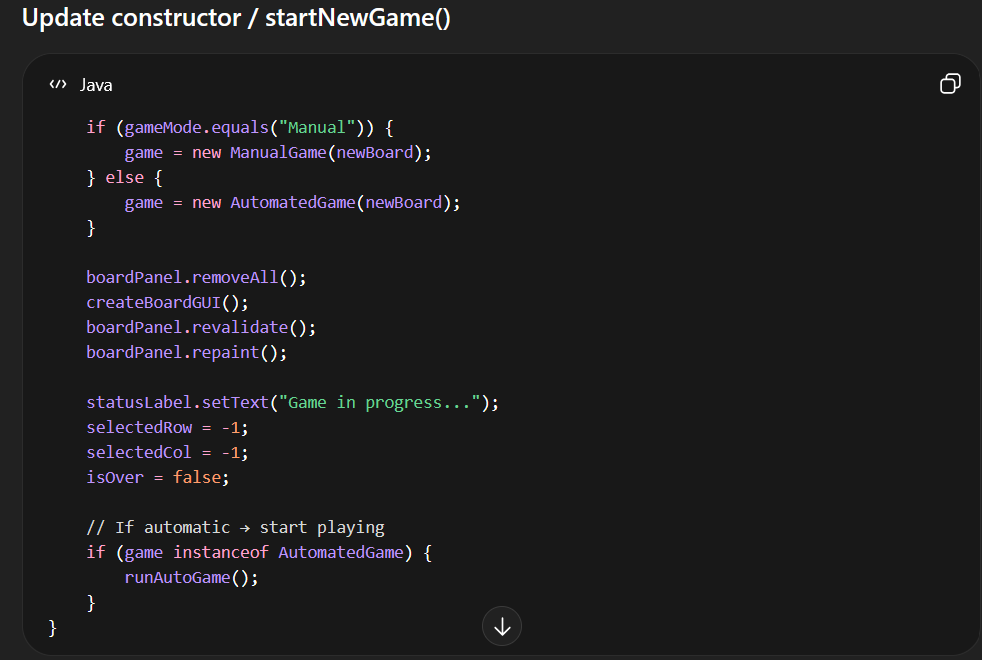 Update constructor / startNewGame()
</> Java
if (gameMode.equals("Manual")) {
game = new ManualGame(newBoard);
} else {
game = new AutomatedGame(newBoard);
}
boardPanel.removeAll();
createBoardGUI();
boardPanel.revalidate();
boardPanel.repaint();
statusLabel.setText("Game in progress...");
selectedRow = -1;
selectedCol = -1;
isOver = false;
// If automatic → start playing
if (game instanceof AutomatedGame) {
runAutoGame();
}
}